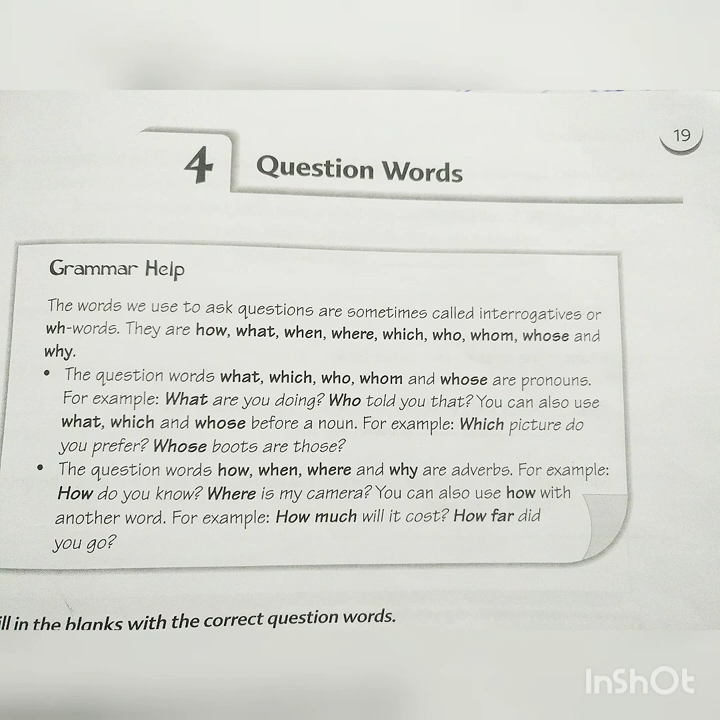 19
4 Question Words
Grammar Help
The words we use to ask questions are sometimes called interrogatives or
wh-words. They are how, what, when, where, which, who, whom, whose and
why.
• The question words what, which, who, whom and whose are pronouns.
For example: What are you doing? Who told you that? You can also use
what, which and whose before a noun. For example: Which picture do
you prefer? Whose boots are those?
• The question words how, when, where and why are adverbs. For example:
How do you know? Where is my camera? You can also use how with
another word. For example: How much will it cost? How far did
you go?
ill in the blanks with the correct question words.
InShOt